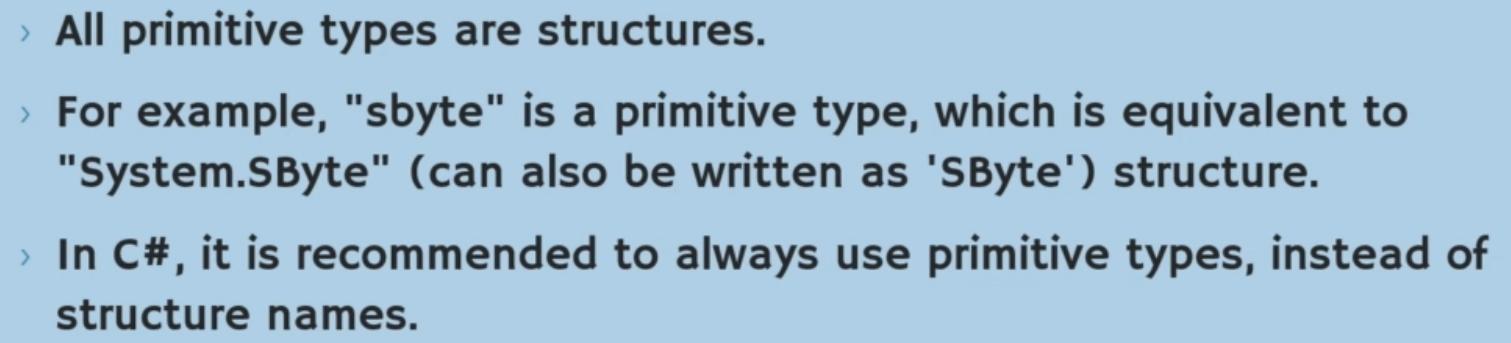 › All primitive types are structures.
› For example, "sbyte" is a primitive type, which is equivalent to
"System.SByte" (can also be written as 'SByte') structure.
› In C#, it is recommended to always use primitive types, instead of
structure names.